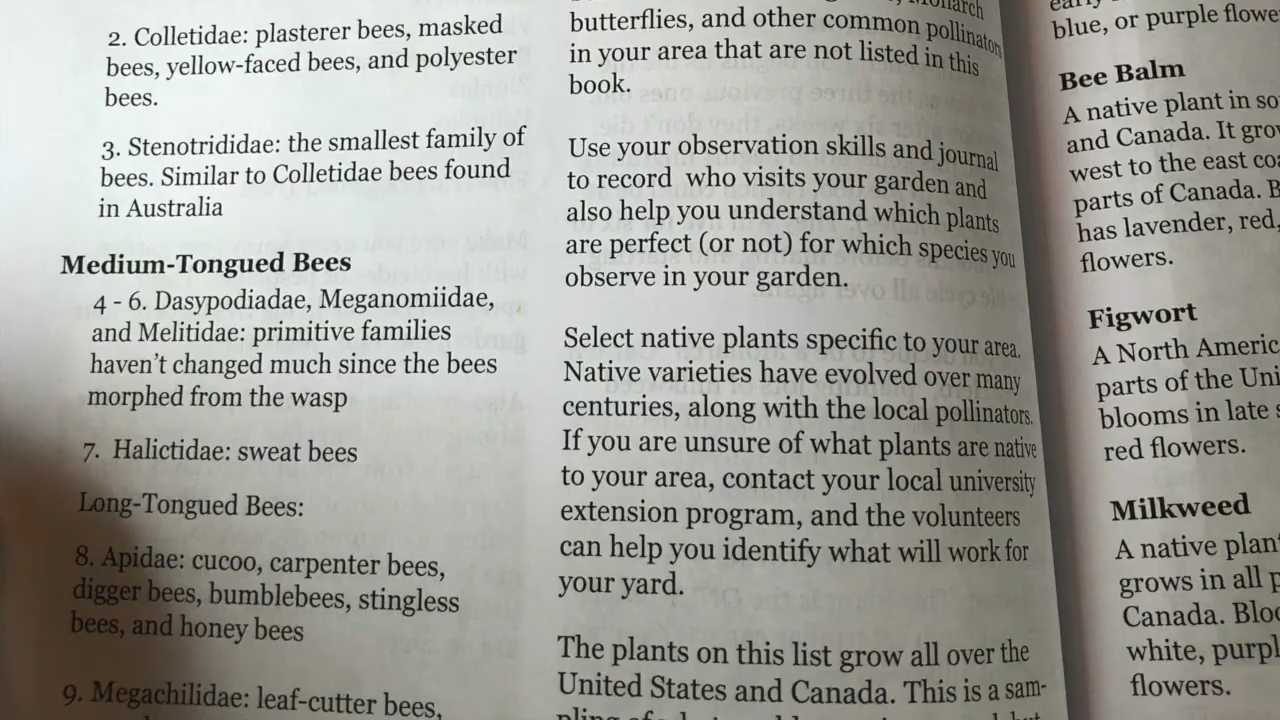 2. Colletidae: plasterer bees, masked
bees, yellow-faced bees, and polyester
bees.
3. Stenotrididae: the smallest family of
bees. Similar to Colletidae bees found
in Australia
Medium-Tongued Bees
4 - 6. Dasypodiadae, Meganomiidae,
and Melitidae: primitive families
haven't changed much since the bees
morphed from the wasp
7. Halictidae: sweat bees
Long-Tongued Bees:
8. Apidae: cucoo, carpenter bees,
digger bees, bumblebees, stingless
bees, and honey bees
9. Megachilidae: leaf-cutter bees,
Monarch
butterflies, and other common pollinators
in your area that are not listed in this
book.
Use your observation skills and journal
to record who visits your garden and
also help you understand which plants
are perfect (or not) for which species you
observe in your garden.
Select native plants specific to your area.
Native varieties have evolved over many
centuries, along with the local pollinators.
If you are unsure of what plants are native
to your area, contact your local university
extension program, and the volunteers
can help you identify what will work for
your yard.
The plants on this list grow all over the
United States and Canada. This is a sam-
blue, or purple flowe
Bee Balm
A native plant in so
and Canada. It grow
west to the east coa
parts of Canada. B
has lavender, red,
flowers.
Figwort
A North Americ
parts of the Uni
blooms in late s
red flowers.
Milkweed
A native plant
grows in all p
Canada. Bloo
white, purpl
flowers.